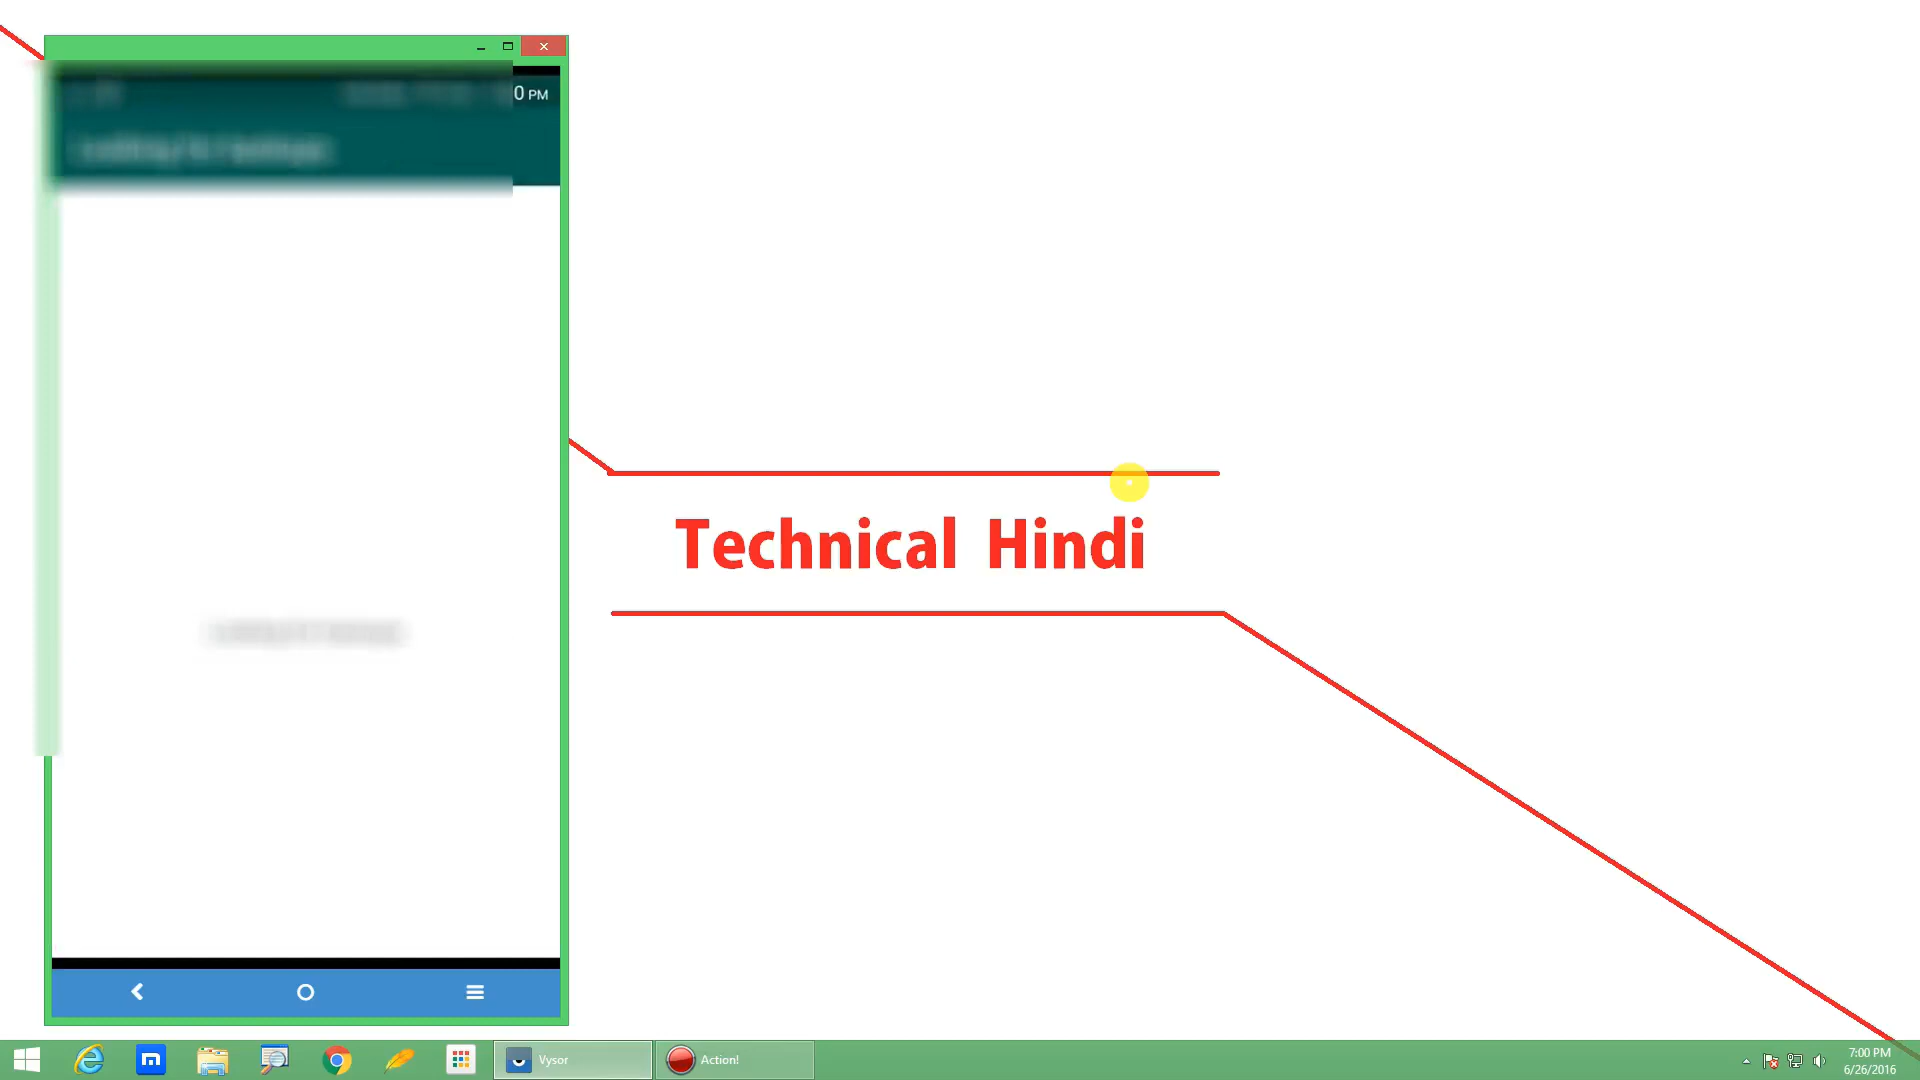 0 PM
Technical Hindi
Vysor
Action!
7:00 PM
6/26/2016